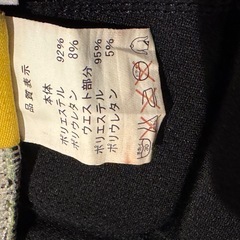 品質表示
本体
ポリエステル 92%
ポリウレタン 8%
ウエスト部分
ポリエステル 95%
ポリウレタン 5%